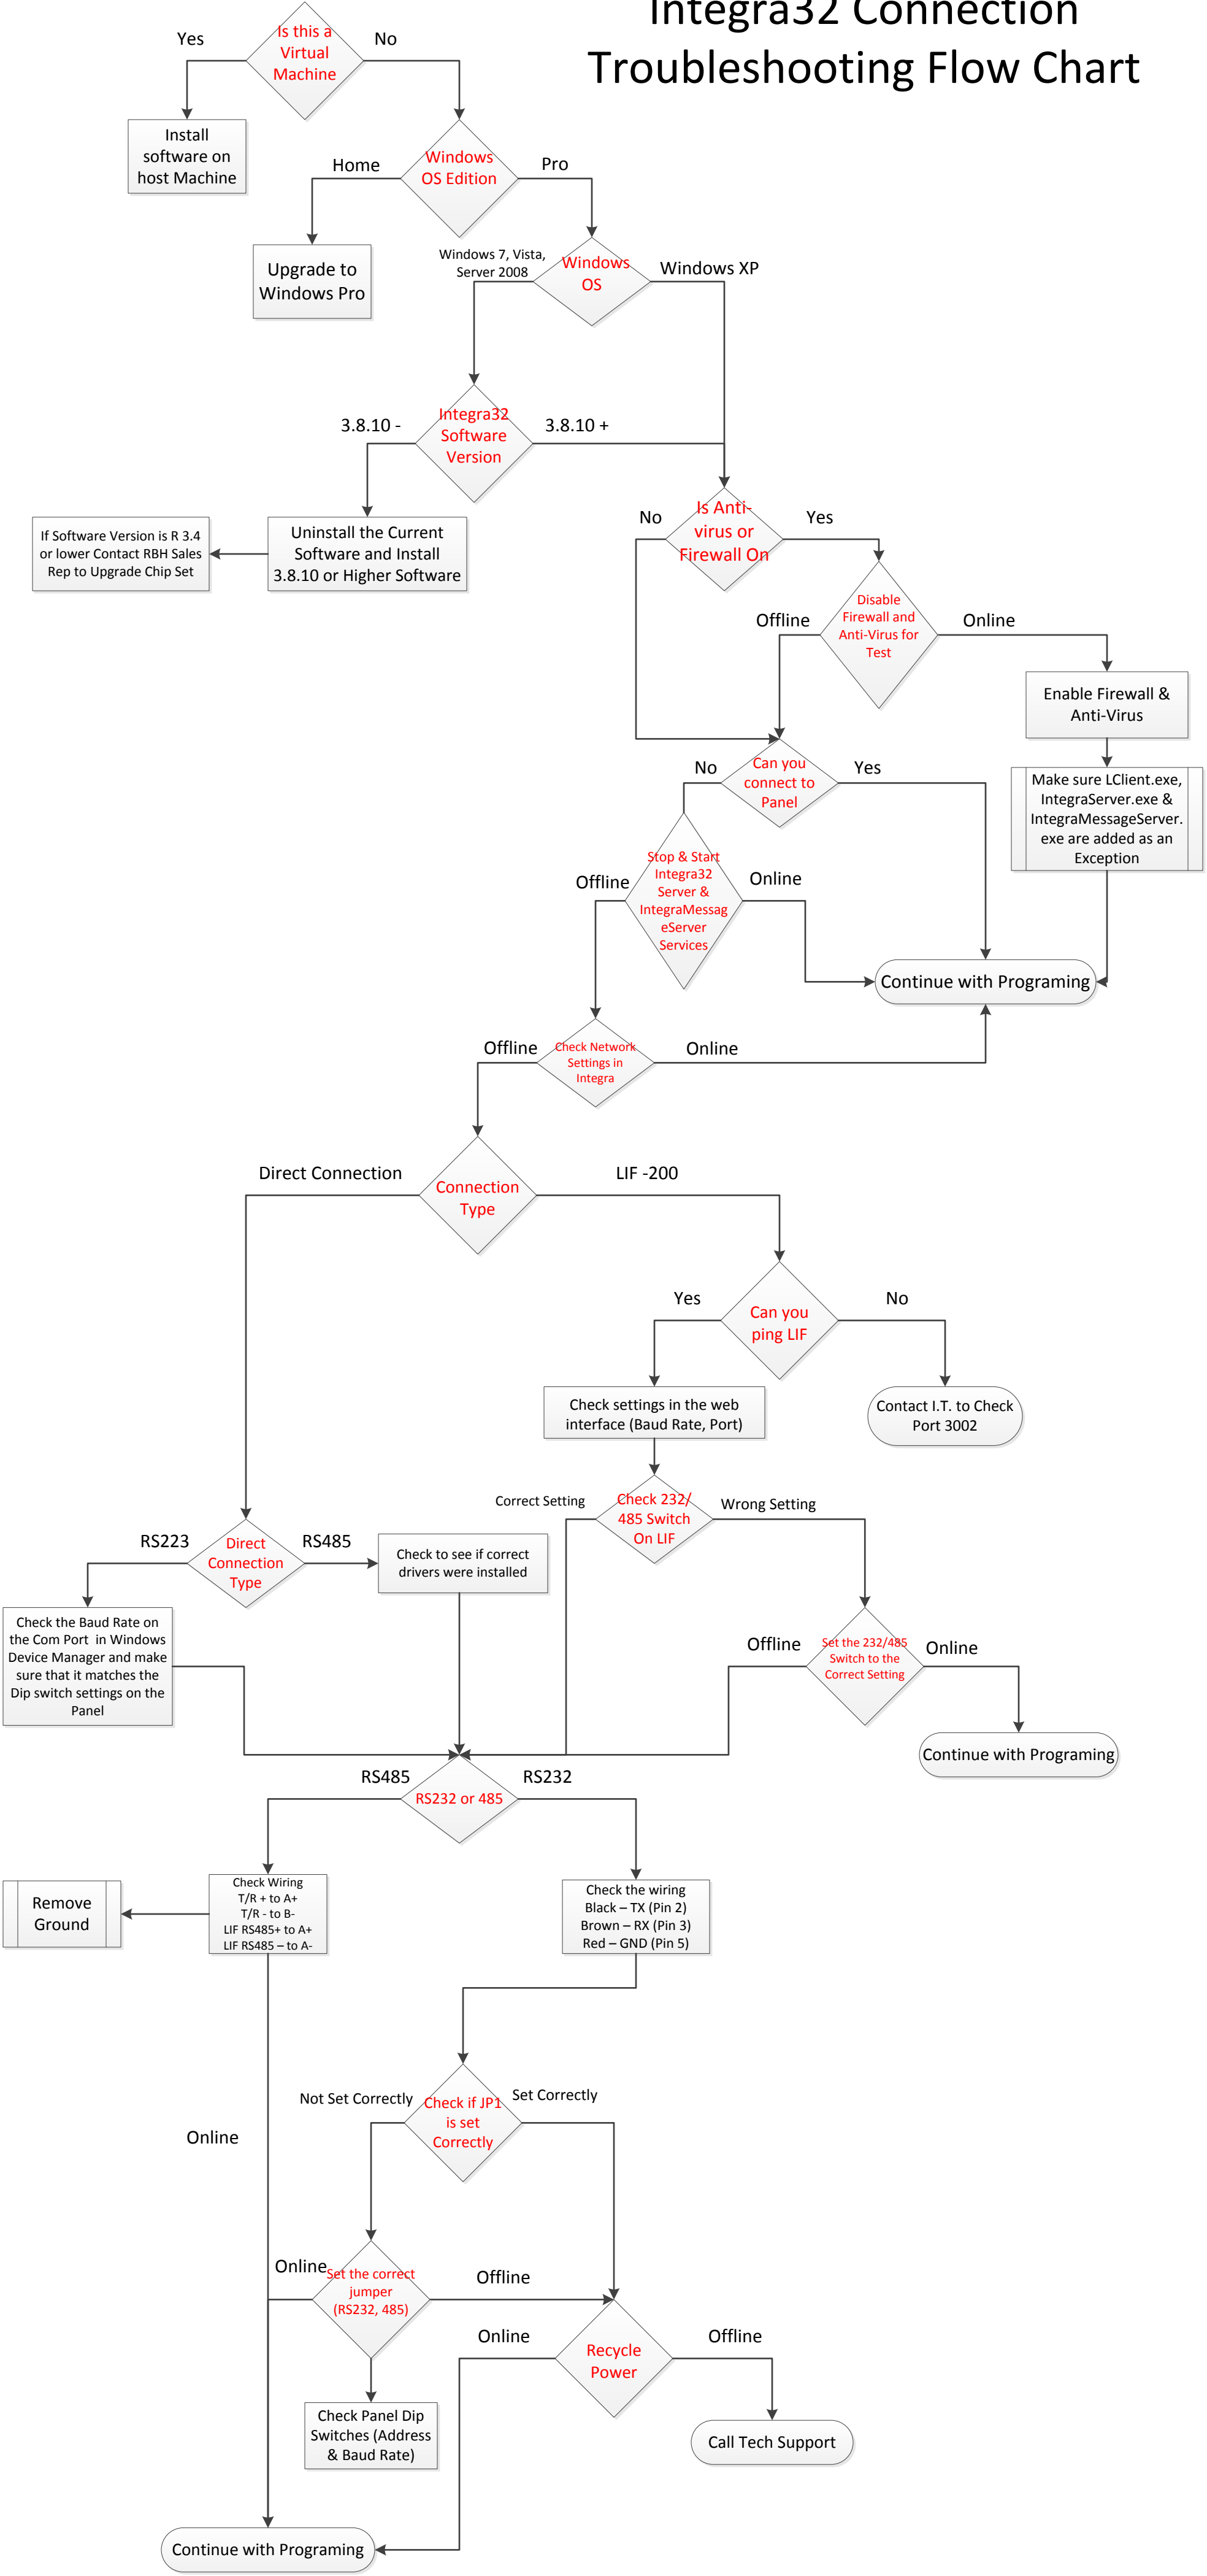 Integra32 Connection
Troubleshooting Flow Chart
Is this a
Virtual
Machine
Yes
No
Install
software on
host Machine
Windows
OS Edition
Home
Pro
Upgrade to
Windows Pro
Windows 7, Vista,
Server 2008
Windows
OS
Windows XP
3.8.10 -
Integra32
Software
Version
3.8.10 +
If Software Version is R 3.4
or lower Contact RBH Sales
Rep to Upgrade Chip Set
Uninstall the Current
Software and Install
3.8.10 or Higher Software
No
Is Anti-
virus or
Firewall On
Yes
Offline
Disable
Firewall and
Anti-Virus for
Test
Online
Enable Firewall &
Anti-Virus
No
Can you
connect to
Panel
Yes
Make sure LClient.exe,
IntegraServer.exe &
IntegraMessageServer.
exe are added as an
Exception
Offline
Stop & Start
Integra32
Server &
IntegraMessag
eServer
Services
Online
Continue with Programing
Offline
Check Network
Settings in
Integra
Online
Direct Connection
Connection
Type
LIF -200
Yes
Can you
ping LIF
No
Check settings in the web
interface (Baud Rate, Port)
Contact I.T. to Check
Port 3002
Correct Setting
Check 232/
485 Switch
On LIF
Wrong Setting
RS223
Direct
Connection
Type
RS485
Check to see if correct
drivers were installed
Check the Baud Rate on
the Com Port in Windows
Device Manager and make
sure that it matches the
Dip switch settings on the
Panel
Offline
Set the 232/485
Switch to the
Correct Setting
Online
Continue with Programing
RS485
RS232 or 485
RS232
Remove
Ground
Check Wiring
T/R + to A+
T/R - to B-
LIF RS485+ to A+
LIF RS485 – to A-
Check the wiring
Black – TX (Pin 2)
Brown – RX (Pin 3)
Red – GND (Pin 5)
Not Set Correctly
Check if JP1
is set
Correctly
Set Correctly
Online
Online
Set the correct
jumper
(RS232, 485)
Offline
Online
Recycle
Power
Offline
Check Panel Dip
Switches (Address
& Baud Rate)
Call Tech Support
Continue with Programing